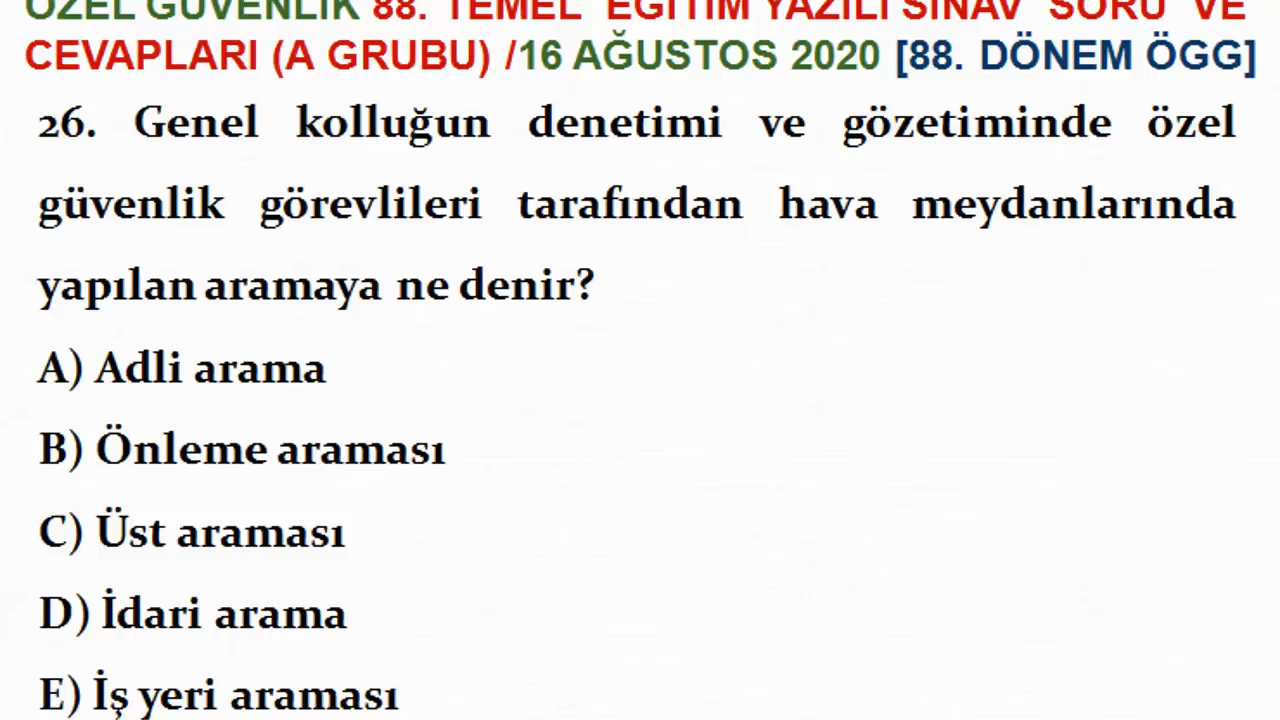 ÖZEL GÜVENLİK 88. TEMEL EĞİTİM YAZILI SINAV SORU VE
CEVAPLARI (A GRUBU) /16 AĞUSTOS 2020 [88. DÖNEM ÖGG]
26. Genel kolluğun denetimi ve gözetiminde özel
güvenlik görevlileri tarafından hava meydanlarında
yapılan aramaya ne denir?
A) Adli arama
B) Önleme araması
C) Üst araması
D) İdari arama
E) İş yeri araması